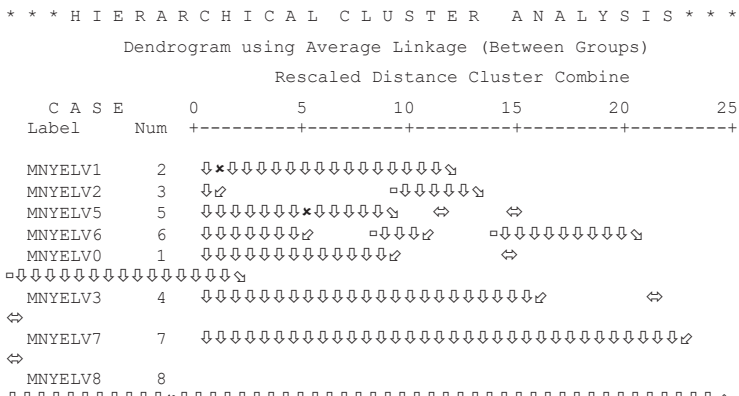 * * * H I E R A R C H I C A L   C L U S T E R   A N A L Y S I S * * *
Dendrogram using Average Linkage (Between Groups)
Rescaled Distance Cluster Combine
C A S E 0 5 10 15 20 25
Label Num +---------+---------+---------+---------+---------+
MNYELV1 2 ⇩×⇩⇩⇩⇩⇩⇩⇩⇩⇩⇩⇩⇩⇩⇩⇩⬂
MNYELV2 3 ⇩⬃ □⇩⇩⇩⇩⇩⬂
MNYELV5 5 ⇩⇩⇩⇩⇩⇩⇩×⇩⇩⇩⇩⇩⬂ ⇔ ⇔
MNYELV6 6 ⇩⇩⇩⇩⇩⇩⇩⬃ □⇩⇩⇩⬃ □⇩⇩⇩⇩⇩⇩⇩⇩⇩⬂
MNYELV0 1 ⇩⇩⇩⇩⇩⇩⇩⇩⇩⇩⇩⇩⇩⬃ ⇔
□⇩⇩⇩⇩⇩⇩⇩⇩⇩⇩⇩⇩⇩⇩⇩⬂
MNYELV3 4 ⇩⇩⇩⇩⇩⇩⇩⇩⇩⇩⇩⇩⇩⇩⇩⇩⇩⇩⇩⇩⇩⇩⇩⬃ ⇔
⇔
MNYELV7 7 ⇩⇩⇩⇩⇩⇩⇩⇩⇩⇩⇩⇩⇩⇩⇩⇩⇩⇩⇩⇩⇩⇩⇩⇩⇩⇩⇩⇩⇩⇩⇩⇩⇩⬃
⇔
MNYELV8 8